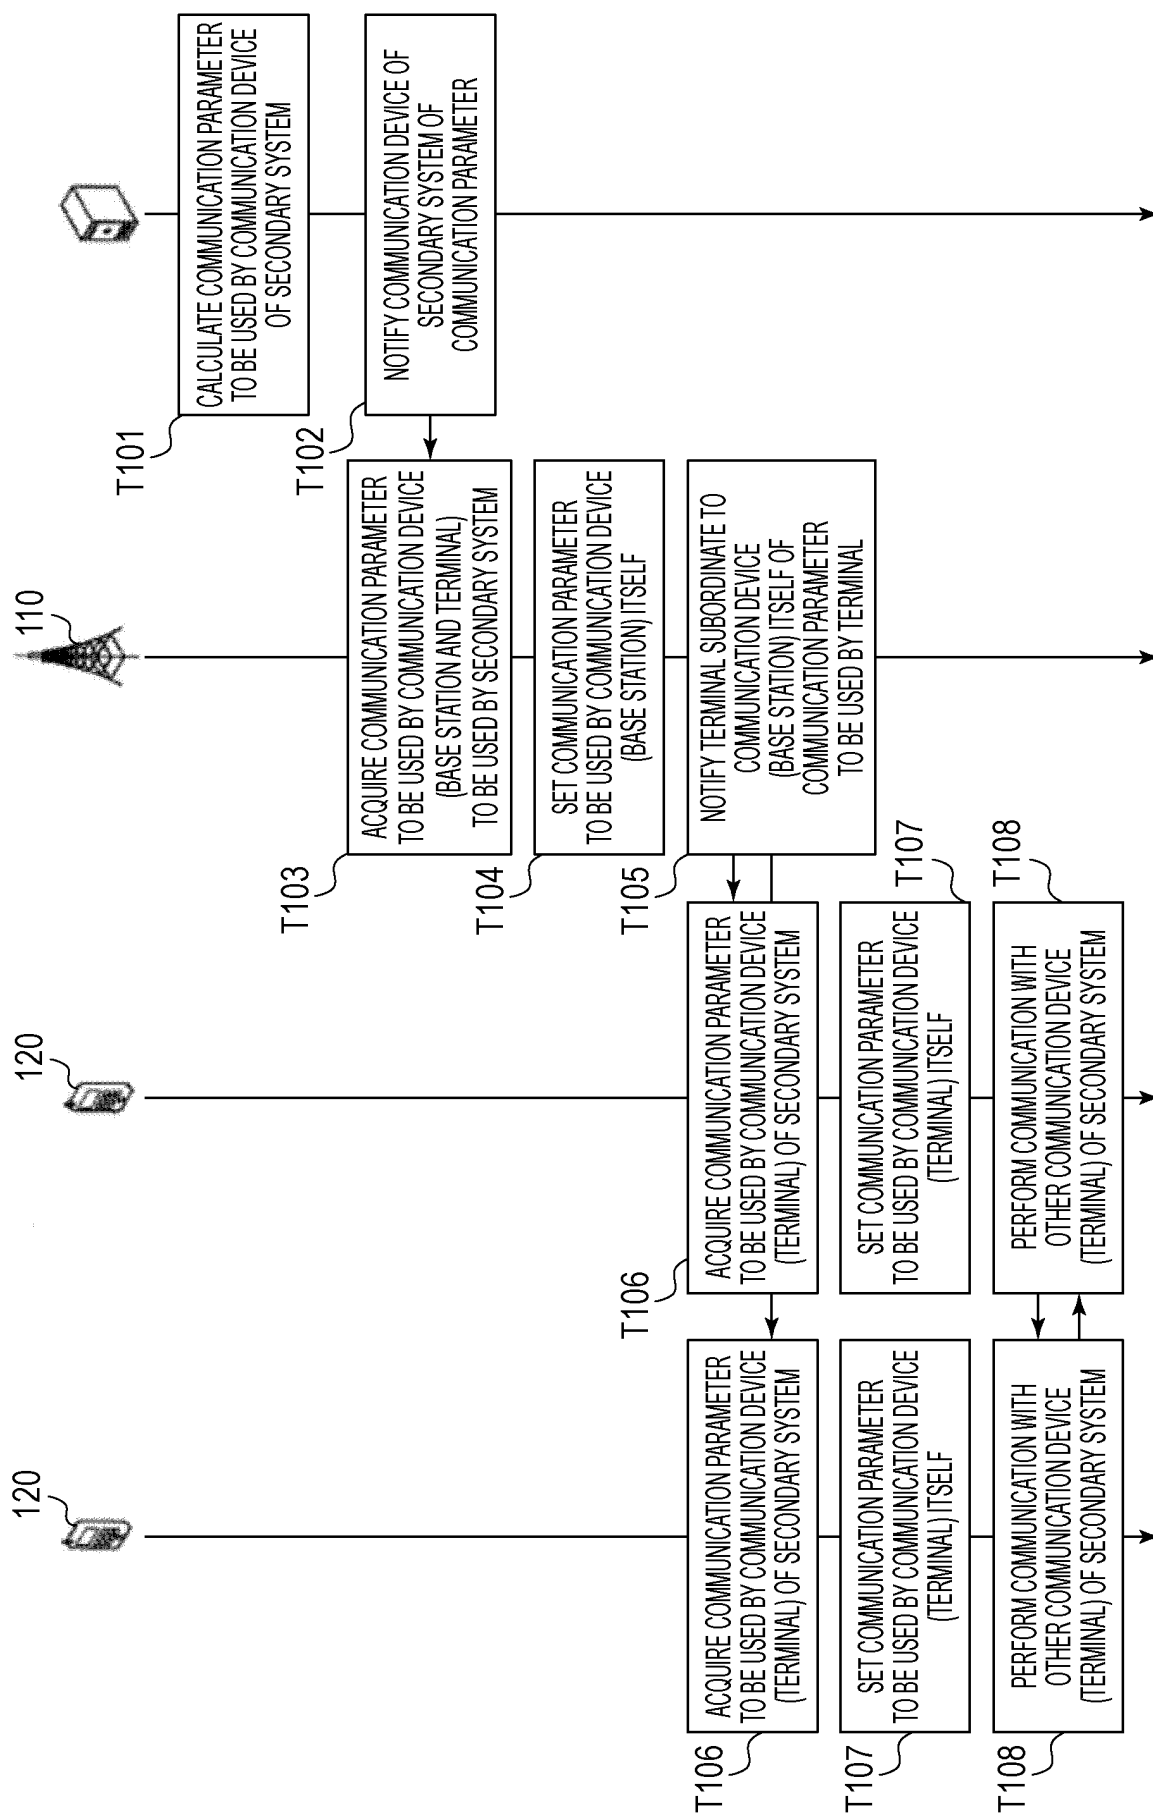 120
120
110
T101
CALCULATE COMMUNICATION PARAMETER
TO BE USED BY COMMUNICATION DEVICE
OF SECONDARY SYSTEM
T102
NOTIFY COMMUNICATION DEVICE OF
SECONDARY SYSTEM OF
COMMUNICATION PARAMETER
T103
ACQUIRE COMMUNICATION PARAMETER
TO BE USED BY COMMUNICATION DEVICE
(BASE STATION AND TERMINAL)
TO BE USED BY SECONDARY SYSTEM
T104
SET COMMUNICATION PARAMETER
TO BE USED BY COMMUNICATION DEVICE
(BASE STATION) ITSELF
T105
NOTIFY TERMINAL SUBORDINATE TO
COMMUNICATION DEVICE
(BASE STATION) ITSELF OF
COMMUNICATION PARAMETER
TO BE USED BY TERMINAL
T106
ACQUIRE COMMUNICATION PARAMETER
TO BE USED BY COMMUNICATION DEVICE
(TERMINAL) OF SECONDARY SYSTEM
T106
ACQUIRE COMMUNICATION PARAMETER
TO BE USED BY COMMUNICATION DEVICE
(TERMINAL) OF SECONDARY SYSTEM
T107
SET COMMUNICATION PARAMETER
TO BE USED BY COMMUNICATION DEVICE
(TERMINAL) ITSELF
SET COMMUNICATION PARAMETER
TO BE USED BY COMMUNICATION DEVICE
(TERMINAL) ITSELF
T107
T108
PERFORM COMMUNICATION WITH
OTHER COMMUNICATION DEVICE
(TERMINAL) OF SECONDARY SYSTEM
PERFORM COMMUNICATION WITH
OTHER COMMUNICATION DEVICE
(TERMINAL) OF SECONDARY SYSTEM
T108